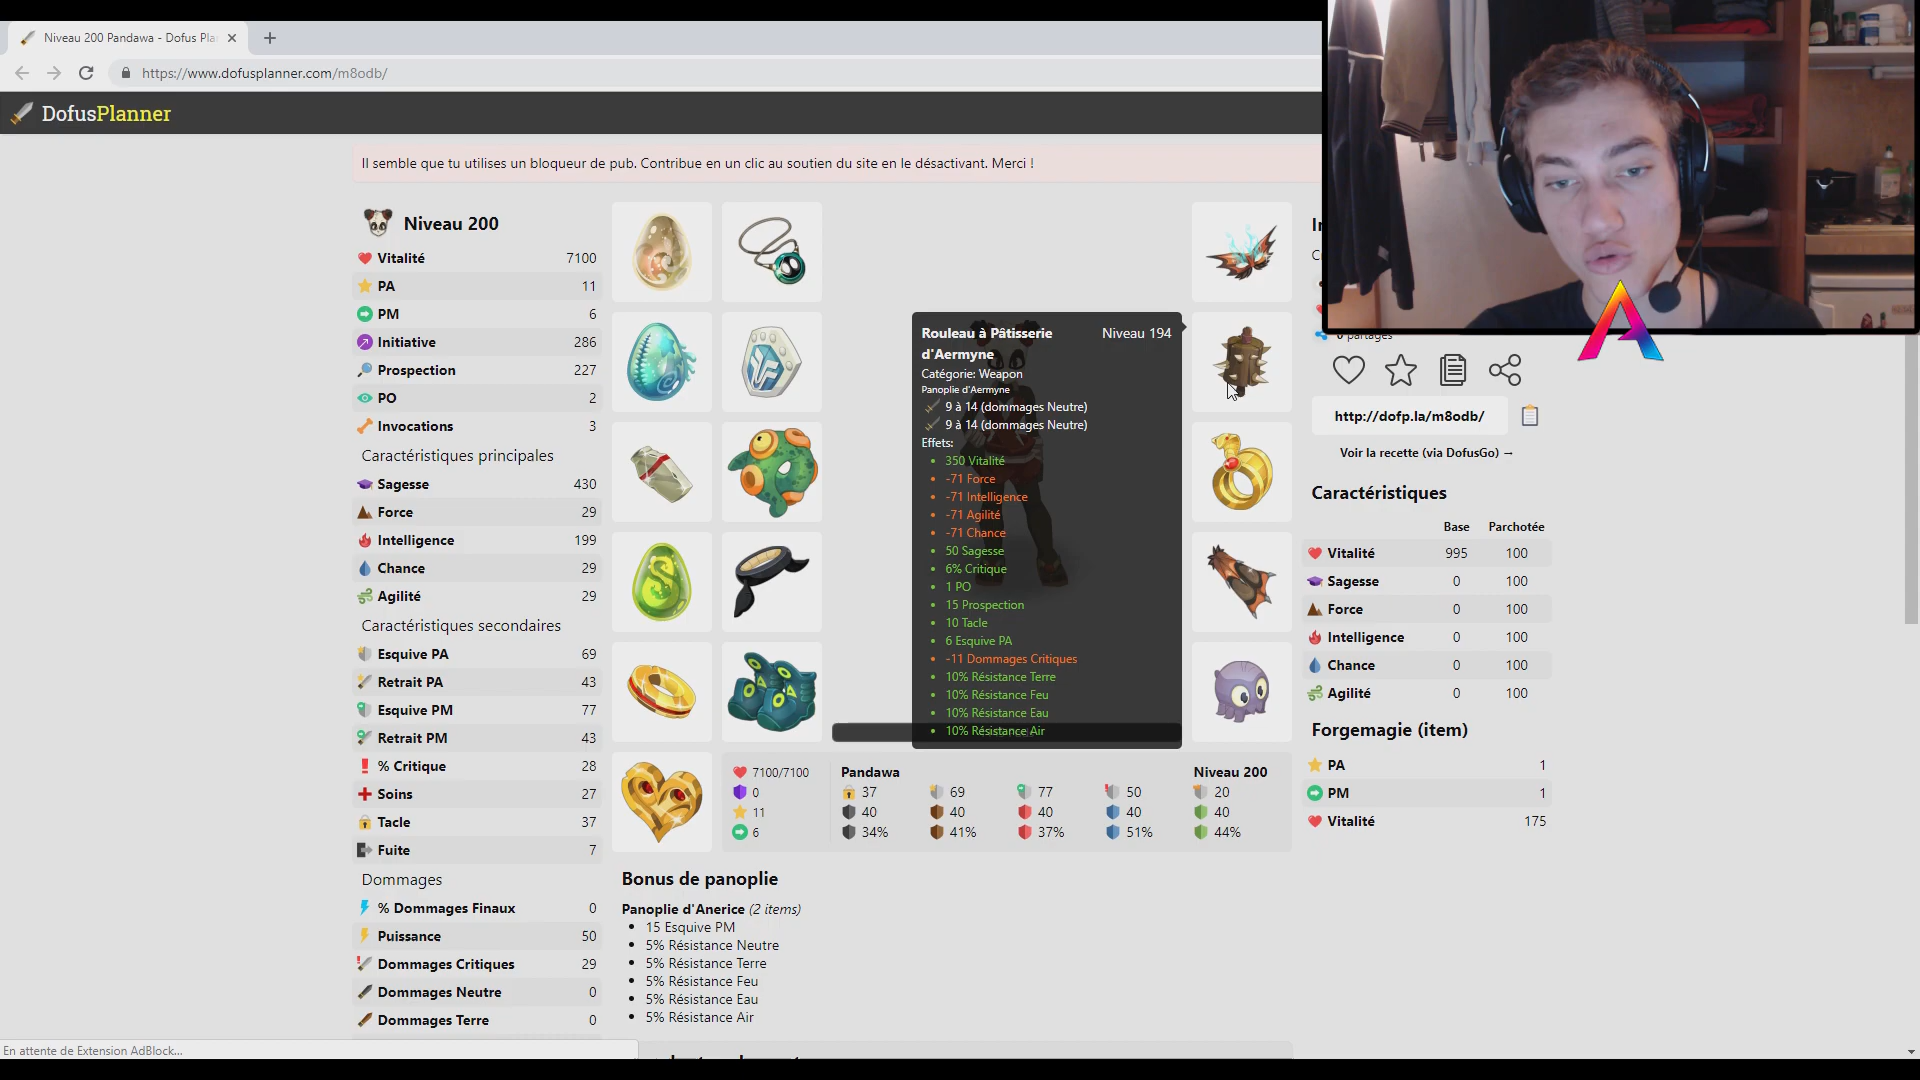 Niveau 200 Pandawa - Dofus Pla
https://www.dofusplanner.com/m8odb/
DofusPlanner
Il semble que tu utilises un bloqueur de pub. Contribue en un clic au soutien du site en le désactivant. Merci !
Niveau 200
Vitalité 7100
PA 11
PM 6
Initiative 286
Prospection 227
PO 2
Invocations 3
Caractéristiques principales
Sagesse 430
Force 29
Intelligence 199
Chance 29
Agilité 29
Caractéristiques secondaires
Esquive PA 69
Retrait PA 43
Esquive PM 77
Retrait PM 43
% Critique 28
Soins 27
Tacle 37
Fuite 7
Dommages
% Dommages Finaux 0
Puissance 50
Dommages Critiques 29
Dommages Neutre 0
Dommages Terre 0
En attente de Extension AdBlock...
Rouleau à Pâtisserie d'Aermyne Niveau 194
Catégorie: Weapon
Panoplie d'Aermyne
9 à 14 (dommages Neutre)
9 à 14 (dommages Neutre)
Effets:
350 Vitalité
-71 Force
-71 Intelligence
-71 Agilité
-71 Chance
50 Sagesse
6% Critique
1 PO
15 Prospection
10 Tacle
6 Esquive PA
-11 Dommages Critiques
10% Résistance Terre
10% Résistance Feu
10% Résistance Eau
10% Résistance Air
7100/7100 Pandawa Niveau 200
0 37 69 77 50 20
11 40 40 40 40 40
6 34% 41% 37% 51% 44%
Bonus de panoplie
Panoplie d'Anerice (2 items)
15 Esquive PM
5% Résistance Neutre
5% Résistance Terre
5% Résistance Feu
5% Résistance Eau
5% Résistance Air
0 partages
http://dofp.la/m8odb/
Voir la recette (via DofusGo) →
Caractéristiques
Base Parchotée
Vitalité 995 100
Sagesse 0 100
Force 0 100
Intelligence 0 100
Chance 0 100
Agilité 0 100
Forgemagie (item)
PA 1
PM 1
Vitalité 175